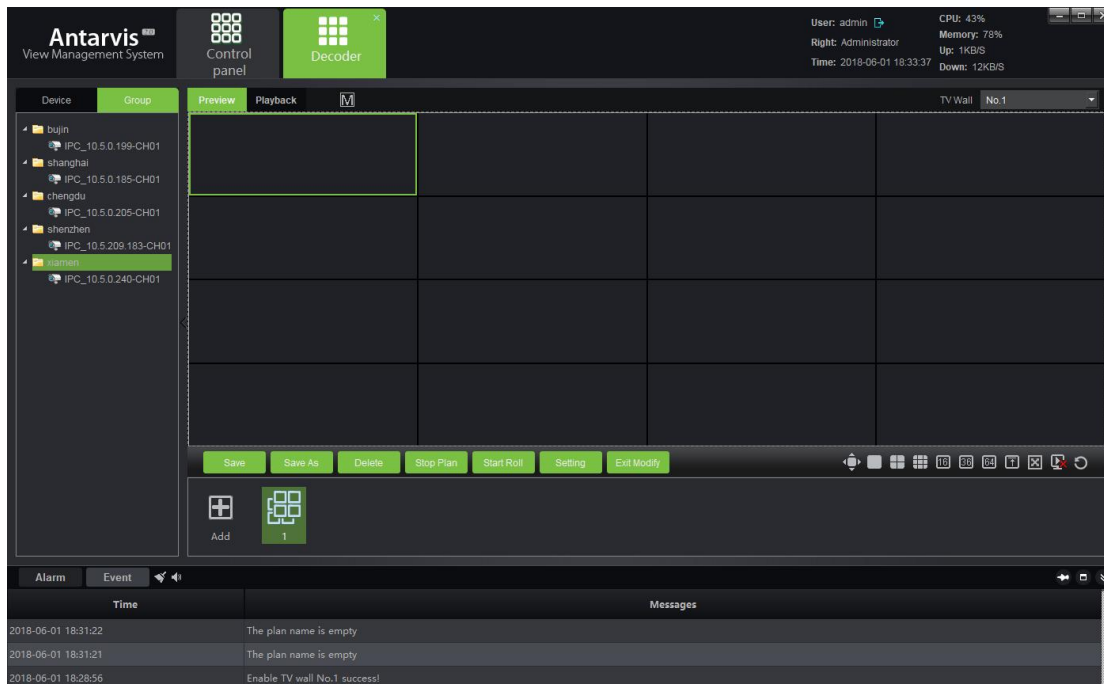 Antarvis 2.0
View Management System
Control
panel
Decoder
User: admin
Right: Administrator
Time: 2018-06-01 18:33:37
CPU: 43%
Memory: 78%
Up: 1KB/S
Down: 12KB/S
Device Group
Preview Playback M
TV Wall No.1
bujin
IPC_10.5.0.199-CH01
shanghai
IPC_10.5.0.185-CH01
chengdu
IPC_10.5.0.205-CH01
shenzhen
IPC_10.5.209.183-CH01
xiamen
IPC_10.5.0.240-CH01
Save Save As Delete Stop Plan Start Roll Setting Exit Modify
16 36 64
Add
1
Alarm Event
Time Messages
2018-06-01 18:31:22 The plan name is empty
2018-06-01 18:31:21 The plan name is empty
2018-06-01 18:28:56 Enable TV wall No.1 success!